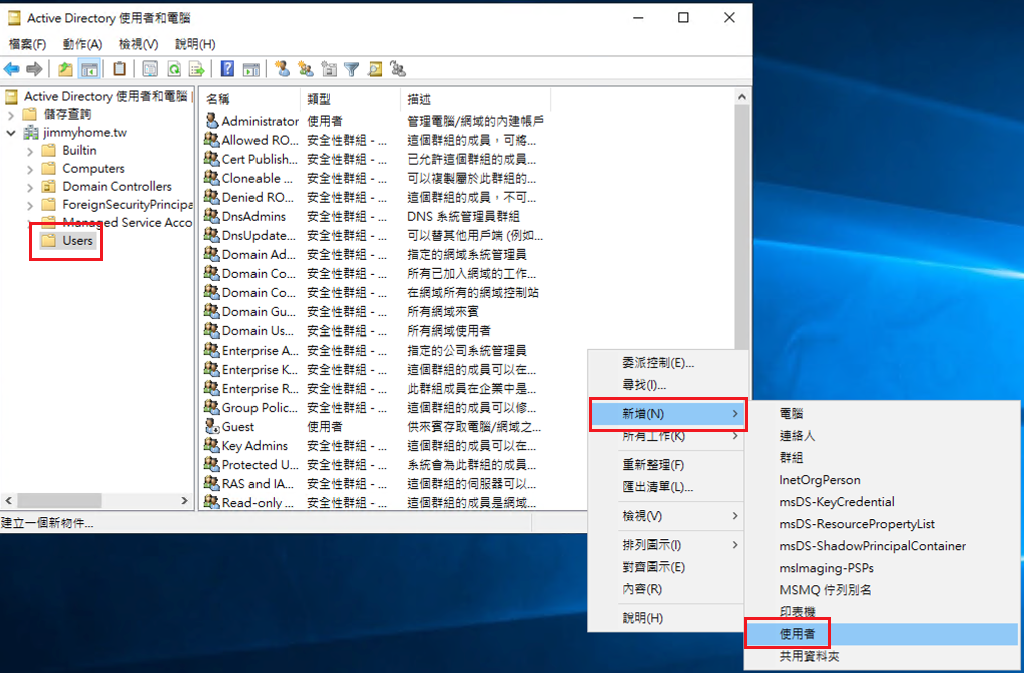 Active Directory 使用者和電腦
檔案(F) 動作(A) 檢視(V) 說明(H)
Active Directory 使用者和電腦
儲存查詢
jimmyhome.tw
Builtin
Computers
Domain Controllers
ForeignSecurityPrincipa
Managed Service Acco
Users
名稱 類型 描述
Administrator 使用者 管理電腦/網域的內建帳戶
Allowed RO... 安全性群組 - ... 這個群組的成員，可將...
Cert Publish... 安全性群組 - ... 已允許這個群組的成員...
Cloneable ... 安全性群組 - ... 可以複製屬於此群組的...
Denied RO... 安全性群組 - ... 這個群組的成員，不可...
DnsAdmins 安全性群組 - ... DNS 系統管理員群組
DnsUpdate... 安全性群組 - ... 可以替其他用戶端 (例如...
Domain Ad... 安全性群組 - ... 指定的網域系統管理員
Domain Co... 安全性群組 - ... 所有已加入網域的工作...
Domain Co... 安全性群組 - ... 在網域所有的網域控制站
Domain Gu... 安全性群組 - ... 所有網域來賓
Domain Us... 安全性群組 - ... 所有網域使用者
Enterprise A... 安全性群組 - ... 指定的公司系統管理員
Enterprise K... 安全性群組 - ... 這個群組的成員可以在...
Enterprise R... 安全性群組 - ... 此群組成員在企業中是...
Group Polic... 安全性群組 - ... 這個群組的成員可以修...
Guest 使用者 供來賓存取電腦/網域之...
Key Admins 安全性群組 - ... 這個群組的成員可以在...
Protected U... 安全性群組 - ... 系統會為此群組的成員...
RAS and IA... 安全性群組 - ... 這個群組的伺服器可以...
Read-only ... 安全性群組 - ... 這個群組的成員是網域...
建立一個新物件...
委派控制(E)...
尋找(I)...
新增(N)
所有工作(K)
重新整理(F)
匯出清單(L)...
檢視(V)
排列圖示(I)
對齊圖示(E)
內容(R)
說明(H)
電腦
連絡人
群組
InetOrgPerson
msDS-KeyCredential
msDS-ResourcePropertyList
msDS-ShadowPrincipalContainer
msImaging-PSPs
MSMQ 佇列別名
印表機
使用者
共用資料夾